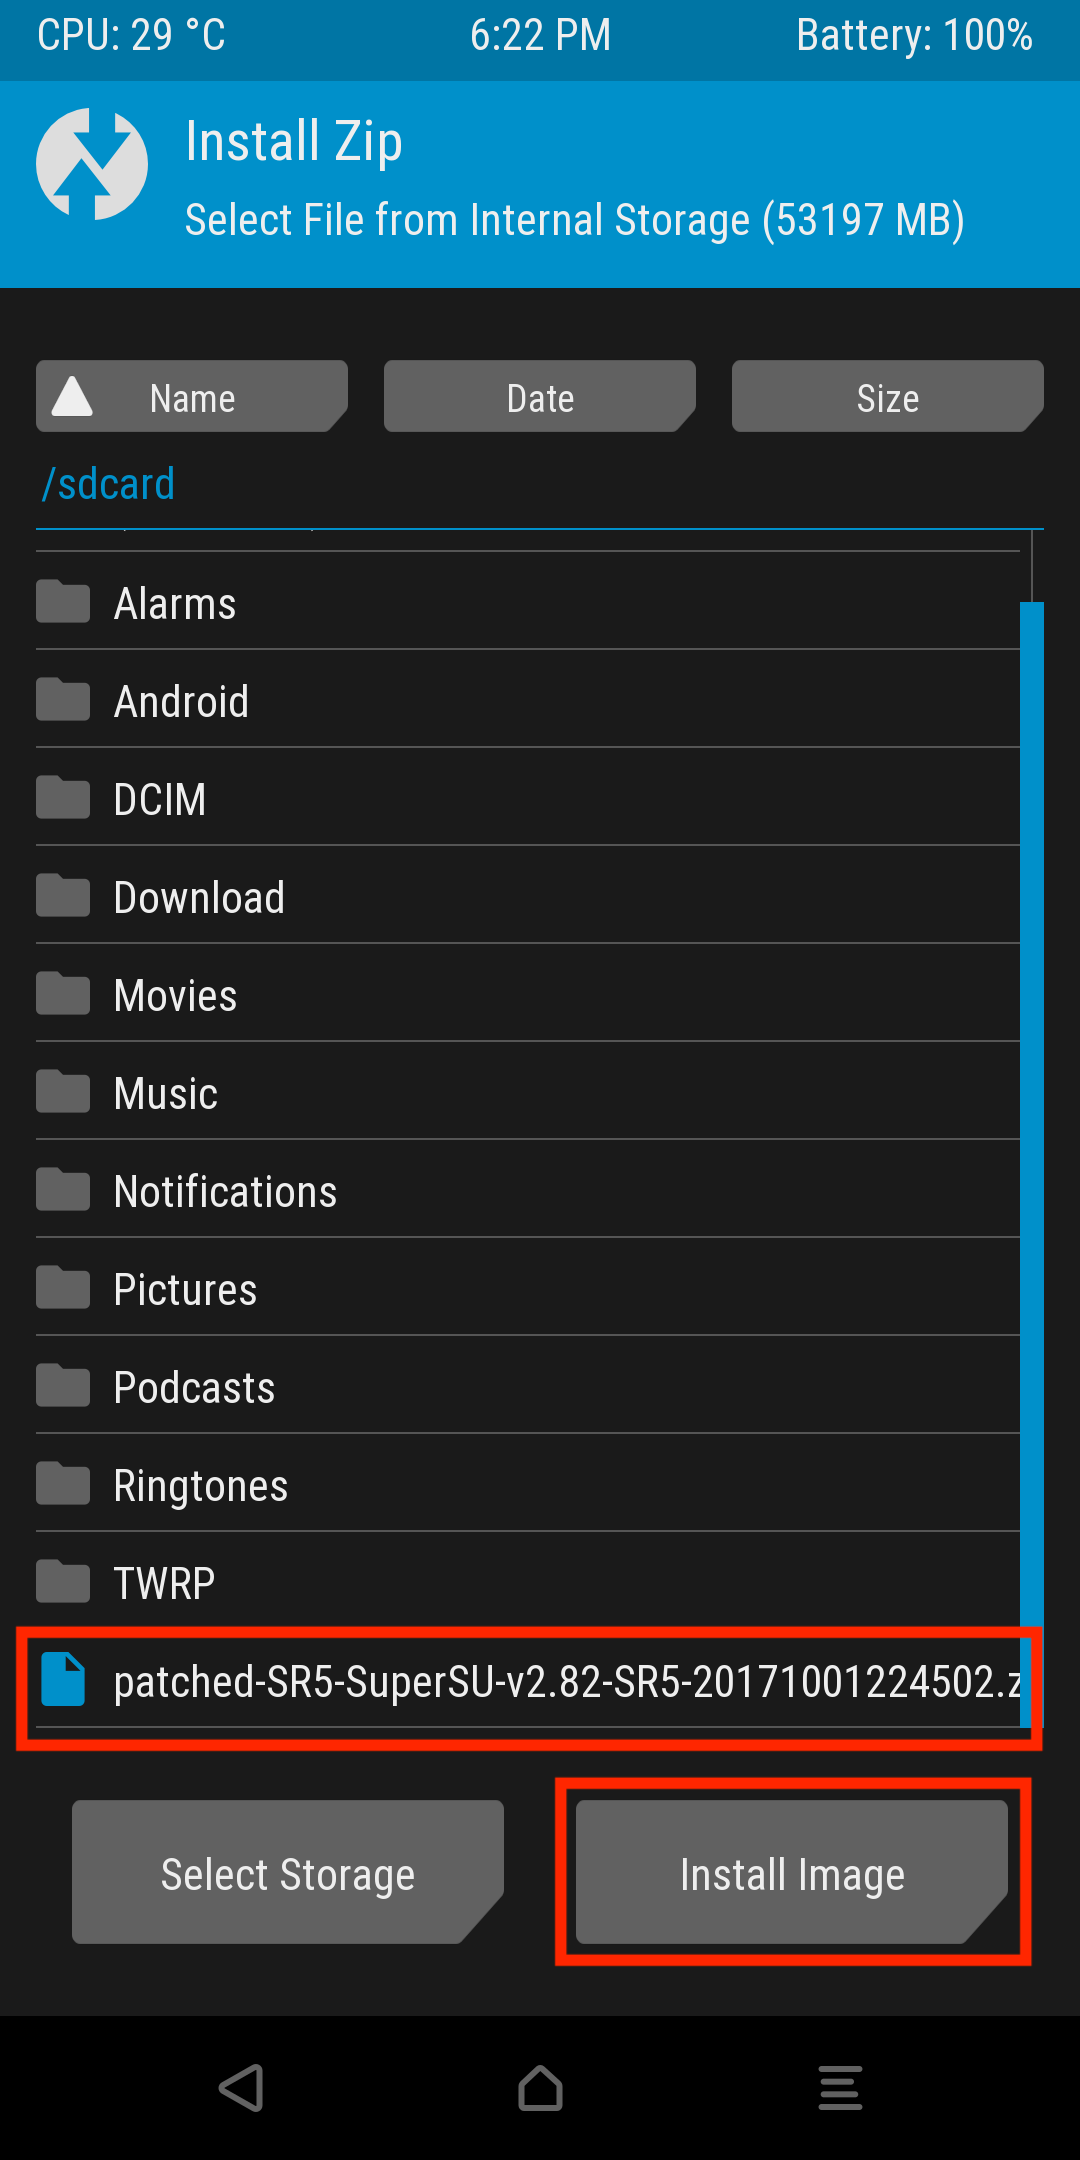 CPU: 29 °C 6:22 PM Battery: 100%
Install Zip
Select File from Internal Storage (53197 MB)
Name Date Size
/sdcard
Alarms
Android
DCIM
Download
Movies
Music
Notifications
Pictures
Podcasts
Ringtones
TWRP
patched-SR5-SuperSU-v2.82-SR5-20171001224502.z
Select Storage Install Image